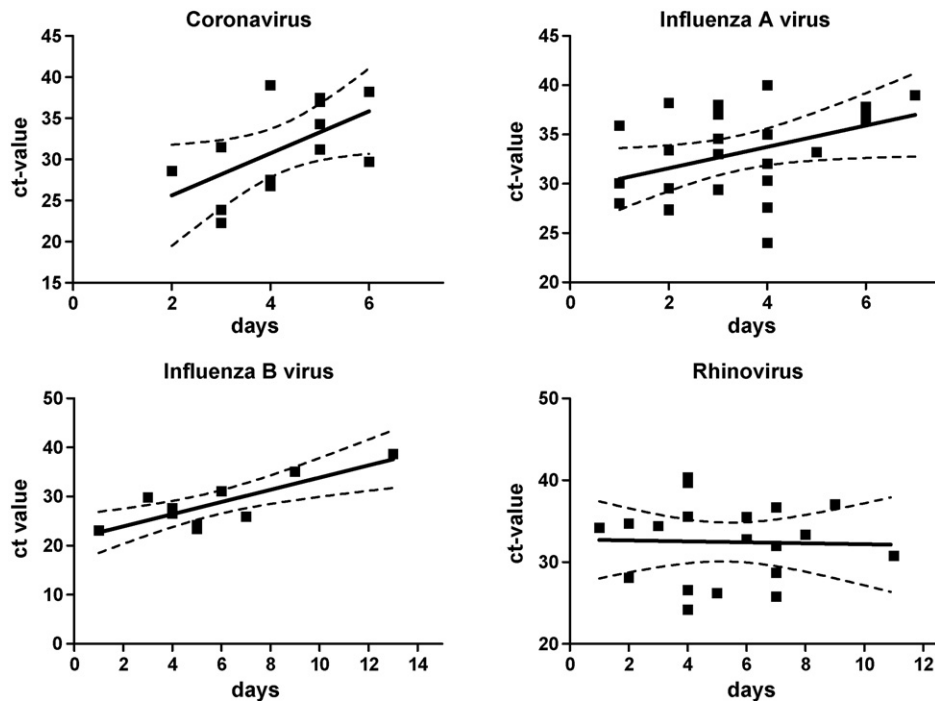 Coronavirus
45
40
35
30
25
20
15
0 2 4 6
days
ct-value
Influenza A virus
45
40
35
30
25
20
0 2 4 6
days
ct-value
Influenza B virus
50
40
30
20
10
0
0 2 4 6 8 10 12 14
days
ct value
Rhinovirus
50
40
30
20
0 2 4 6 8 10 12
days
ct-value